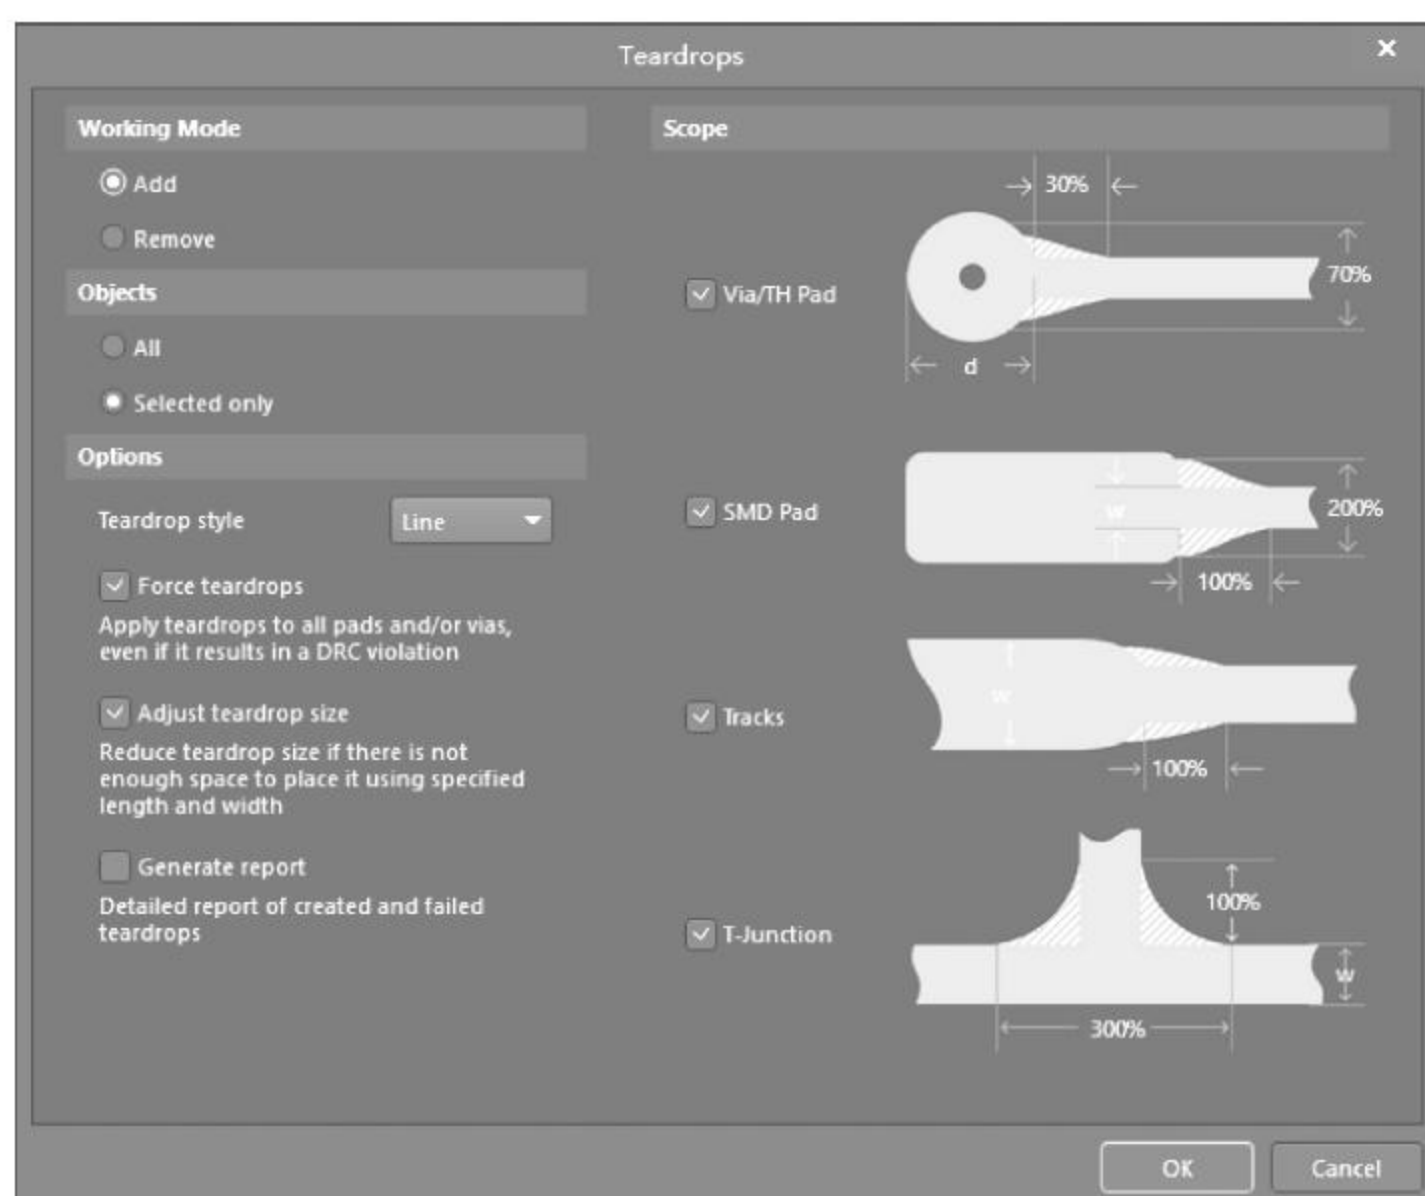 Teardrops
Working Mode
Add
Remove
Objects
All
Selected only
Options
Teardrop style
Line
Force teardrops
Apply teardrops to all pads and/or vias,
even if it results in a DRC violation
Adjust teardrop size
Reduce teardrop size if there is not
enough space to place it using specified
length and width
Generate report
Detailed report of created and failed
teardrops
Scope
Via/TH Pad
30%
70%
d
SMD Pad
w
200%
100%
Tracks
w
100%
T-Junction
100%
w
300%
OK
Cancel